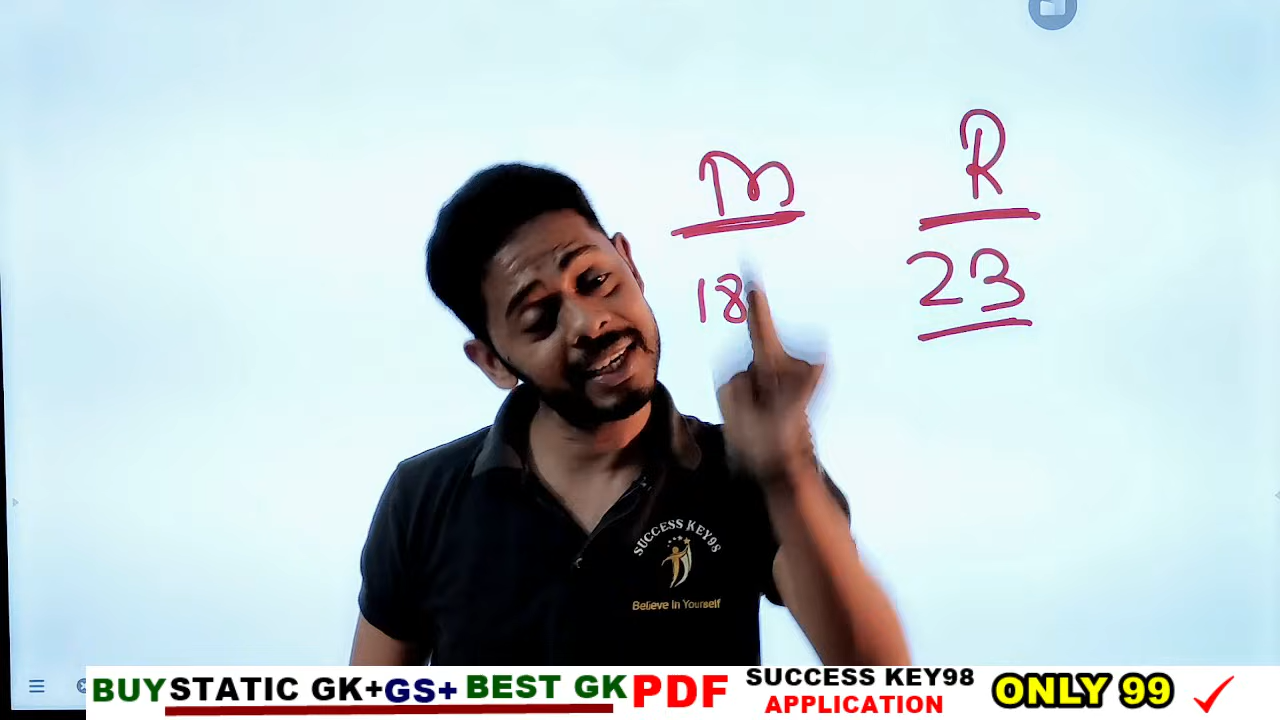 M R
18 23
SUCCESS KEY98
Believe In Yourself
BUY STATIC GK+GS+ BEST GK PDF SUCCESS KEY98 APPLICATION ONLY 99